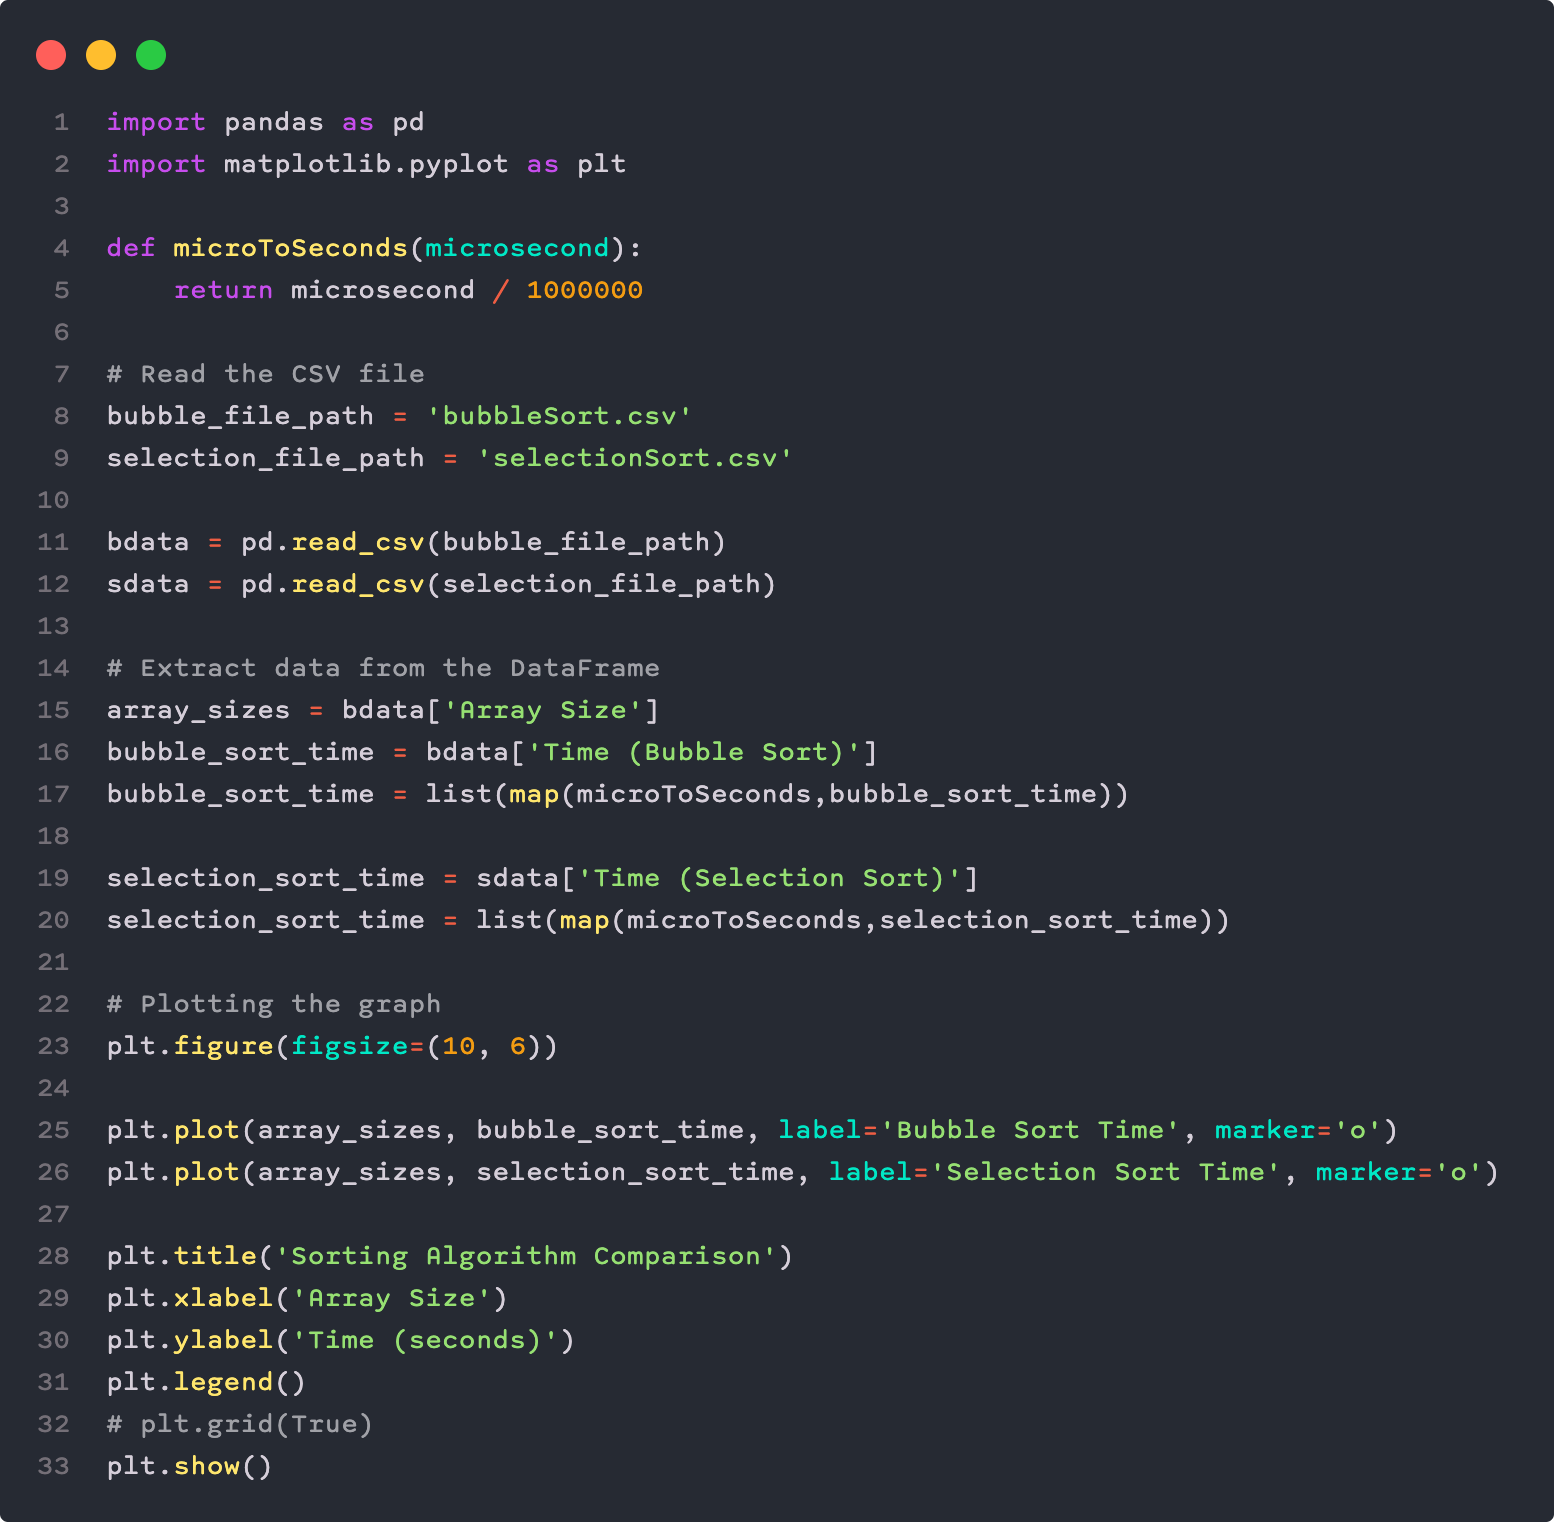 1 import pandas as pd
2 import matplotlib.pyplot as plt
3
4 def microToSeconds(microsecond):
5     return microsecond / 1000000
6
7 # Read the CSV file
8 bubble_file_path = 'bubbleSort.csv'
9 selection_file_path = 'selectionSort.csv'
10
11 bdata = pd.read_csv(bubble_file_path)
12 sdata = pd.read_csv(selection_file_path)
13
14 # Extract data from the DataFrame
15 array_sizes = bdata['Array Size']
16 bubble_sort_time = bdata['Time (Bubble Sort)']
17 bubble_sort_time = list(map(microToSeconds,bubble_sort_time))
18
19 selection_sort_time = sdata['Time (Selection Sort)']
20 selection_sort_time = list(map(microToSeconds,selection_sort_time))
21
22 # Plotting the graph
23 plt.figure(figsize=(10, 6))
24
25 plt.plot(array_sizes, bubble_sort_time, label='Bubble Sort Time', marker='o')
26 plt.plot(array_sizes, selection_sort_time, label='Selection Sort Time', marker='o')
27
28 plt.title('Sorting Algorithm Comparison')
29 plt.xlabel('Array Size')
30 plt.ylabel('Time (seconds)')
31 plt.legend()
32 # plt.grid(True)
33 plt.show()